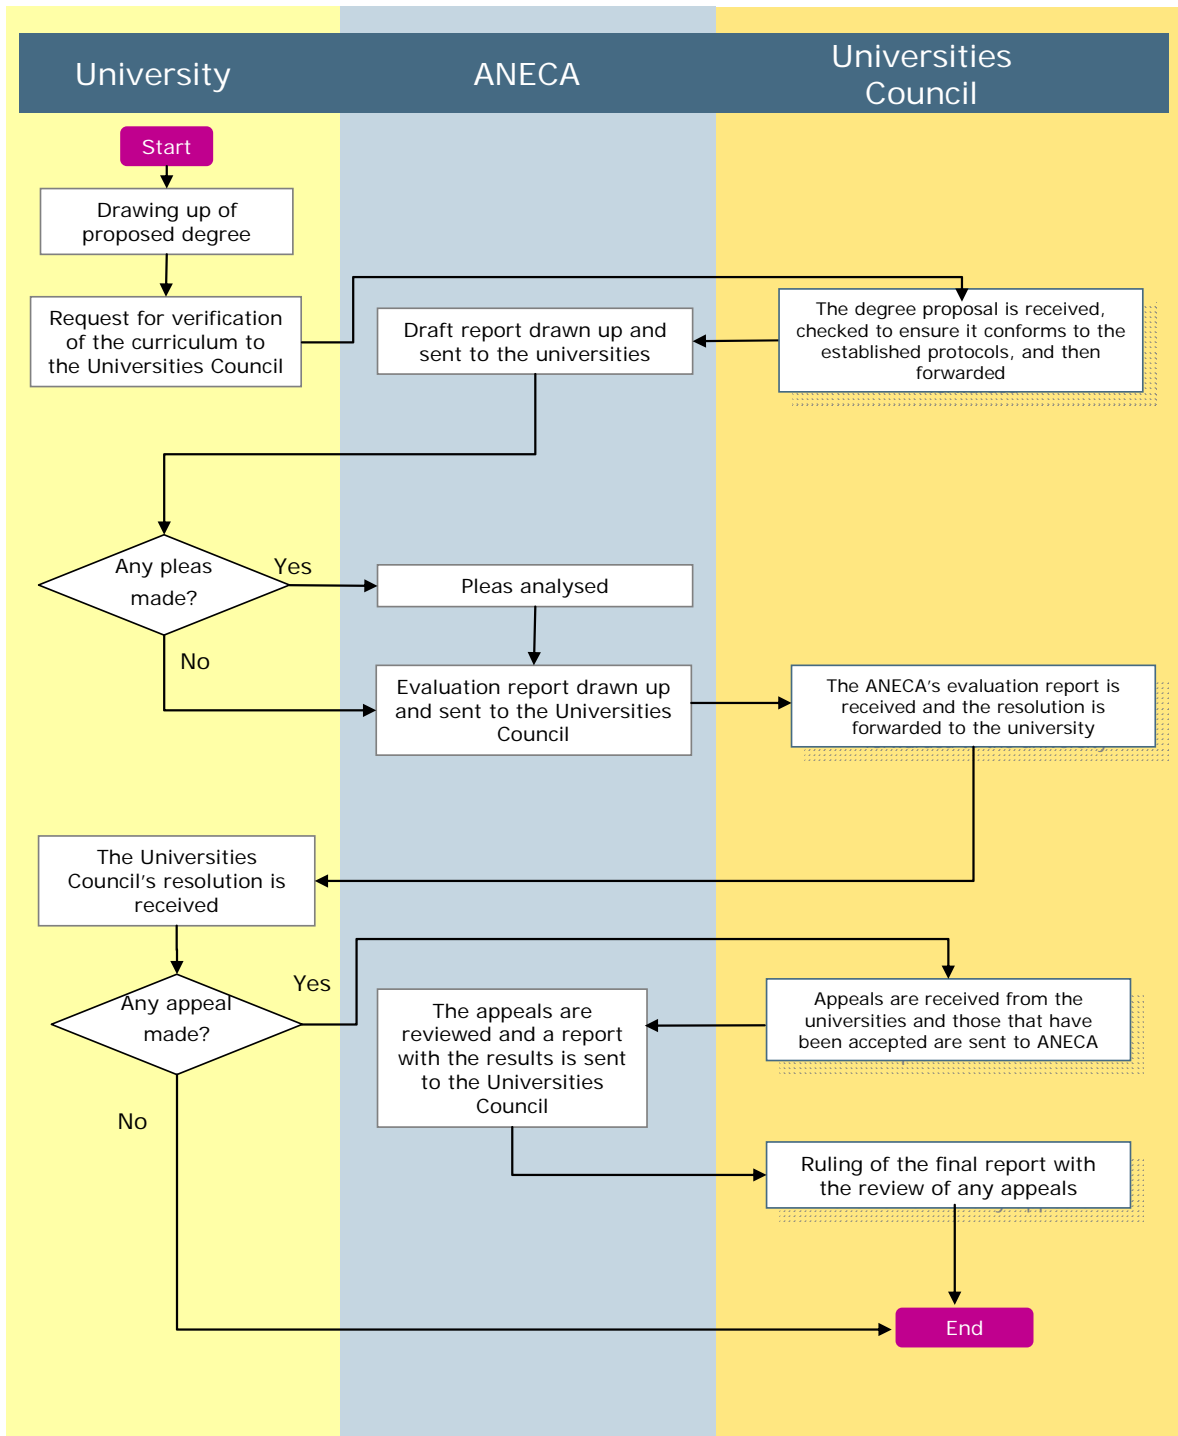 University
ANECA
Universities
Council
Start
Drawing up of
proposed degree
Request for verification
of the curriculum to
the Universities Council
Draft report drawn up and
sent to the universities
The degree proposal is received,
checked to ensure it conforms to the
established protocols, and then
forwarded
Any pleas
made?
Yes
No
Pleas analysed
Evaluation report drawn up
and sent to the Universities
Council
The ANECA's evaluation report is
received and the resolution is
forwarded to the university
The Universities
Council's resolution is
received
Any appeal
made?
Yes
No
The appeals are
reviewed and a report
with the results is sent
to the Universities
Council
Appeals are received from the
universities and those that have
been accepted are sent to ANECA
Ruling of the final report with
the review of any appeals
End